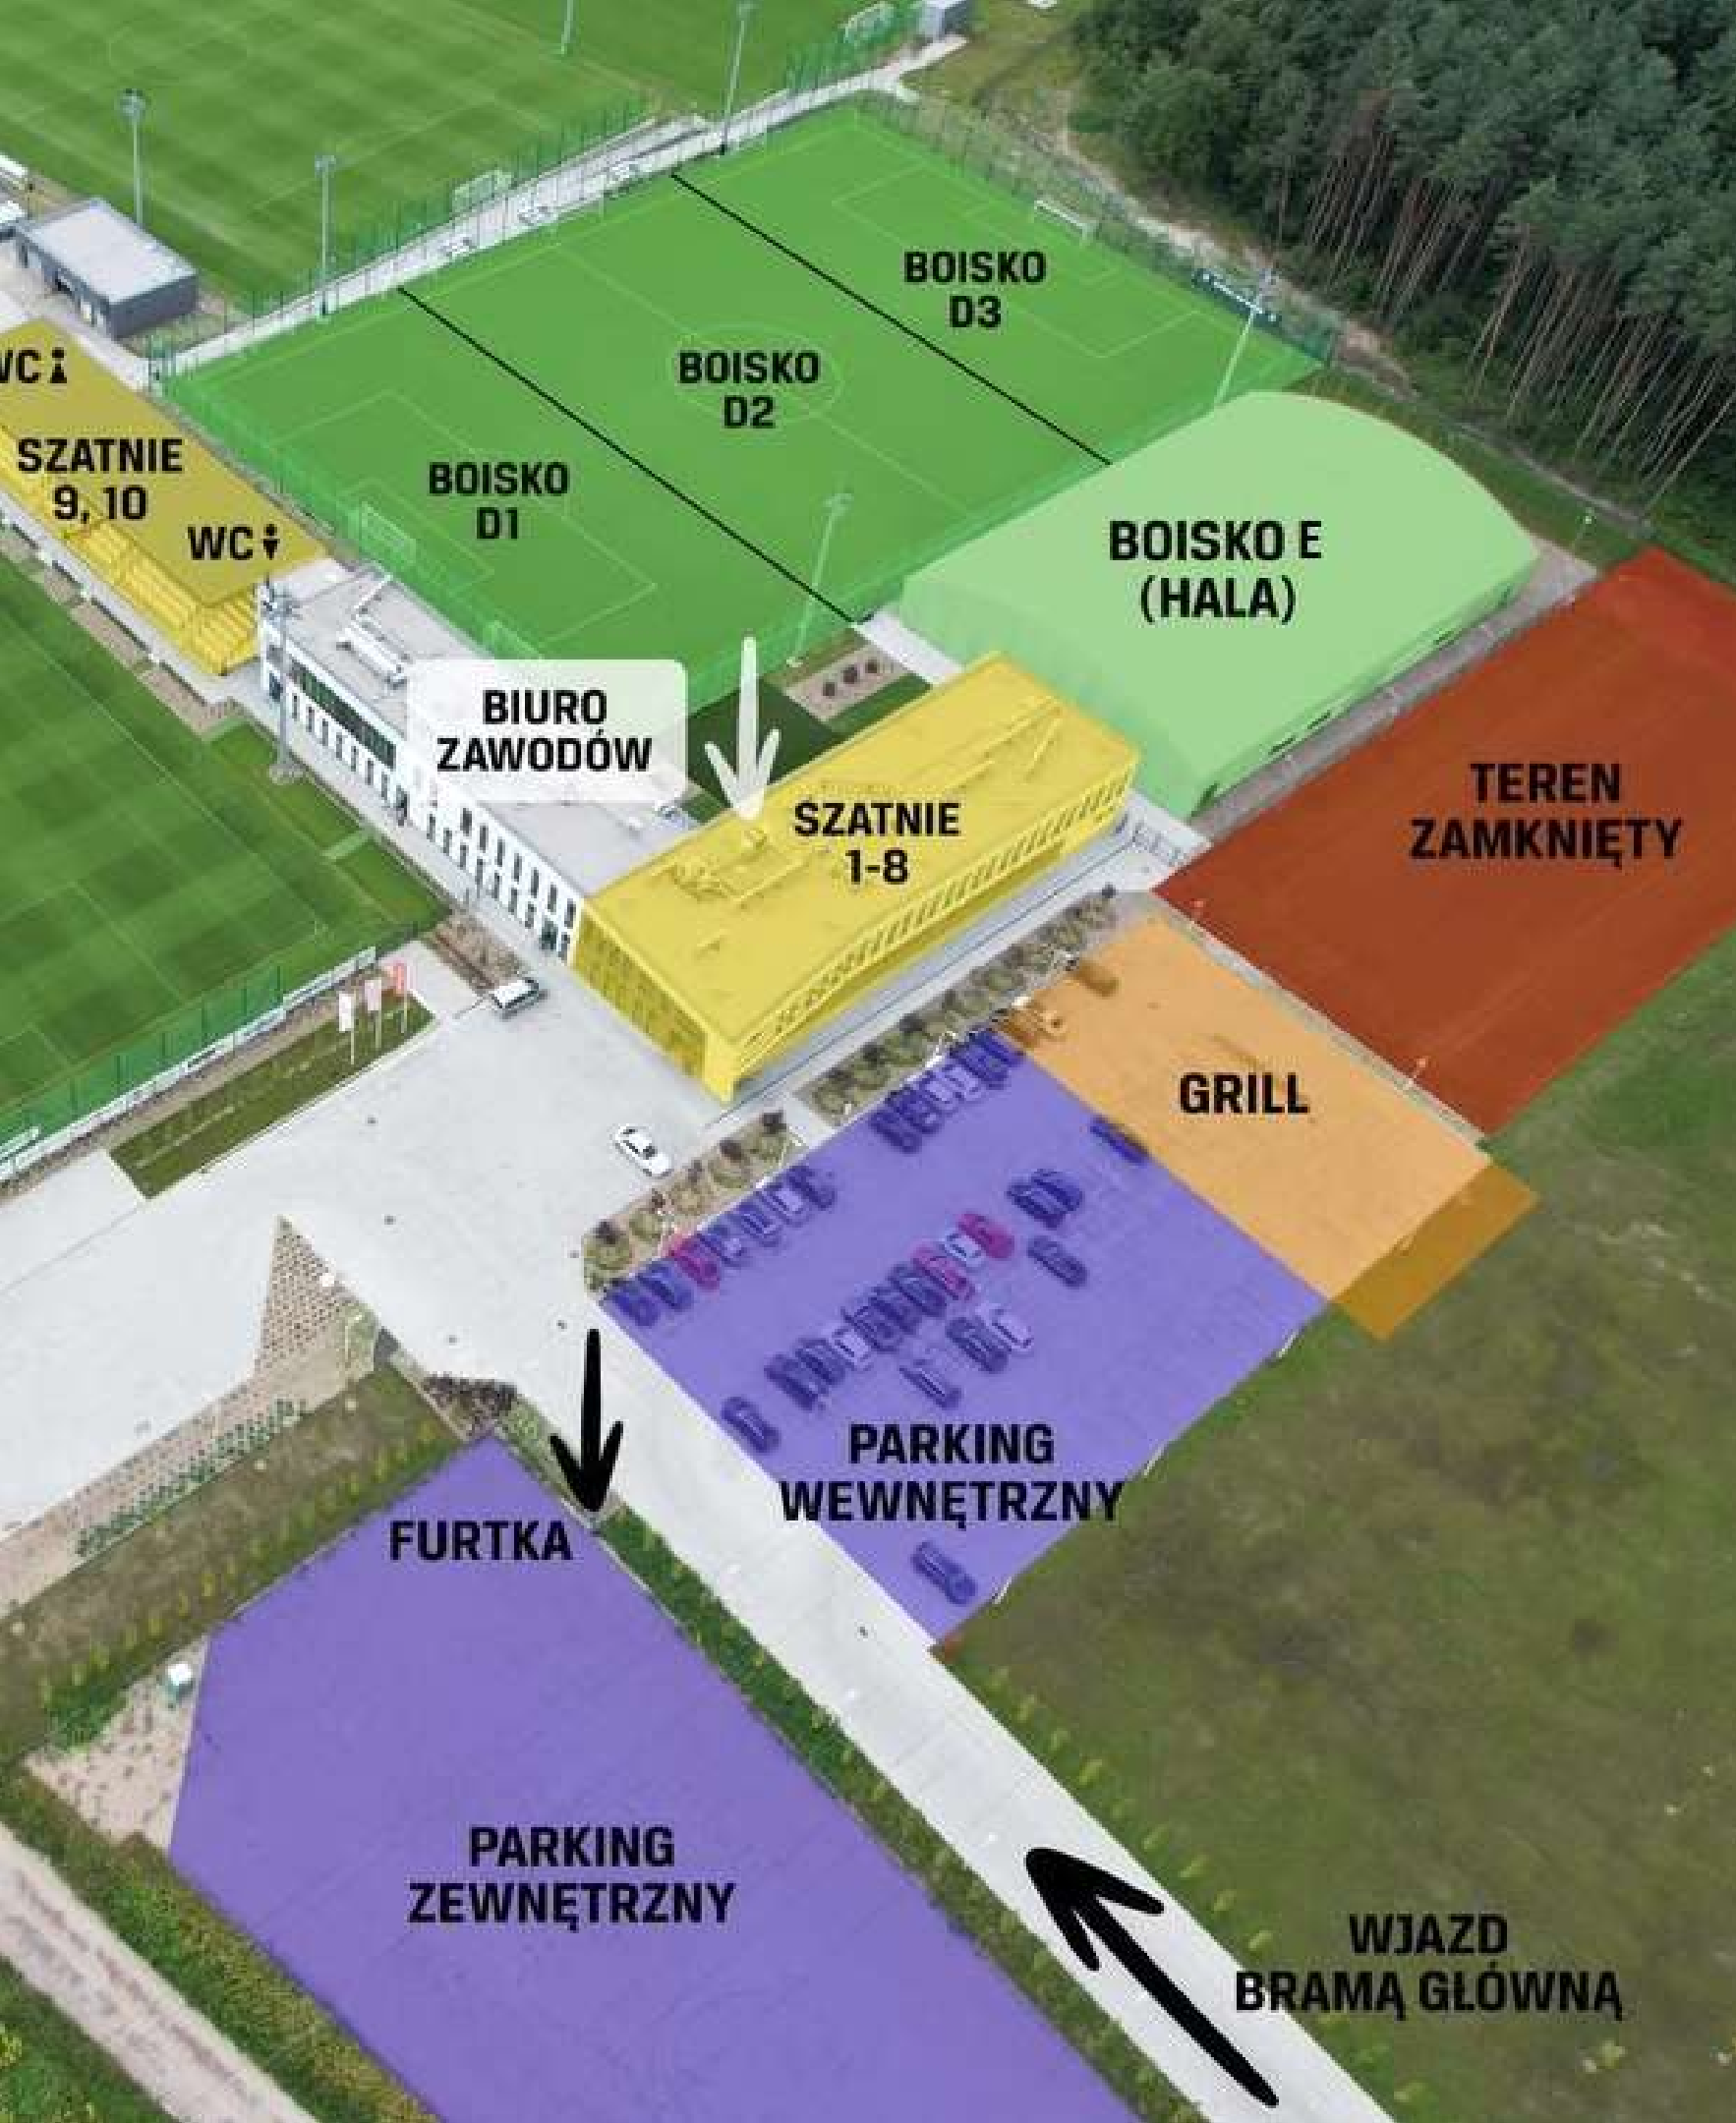 BOISKO
D3
BOISKO
D2
WC
SZATNIE
9, 10
BOISKO
D1
WC
BOISKO E
(HALA)
BIURO
ZAWODÓW
SZATNIE
1-8
TEREN
ZAMKNIĘTY
GRILL
PARKING
WEWNĘTRZNY
FURTKA
PARKING
ZEWNĘTRZNY
WJAZD
BRAMĄ GŁÓWNĄ